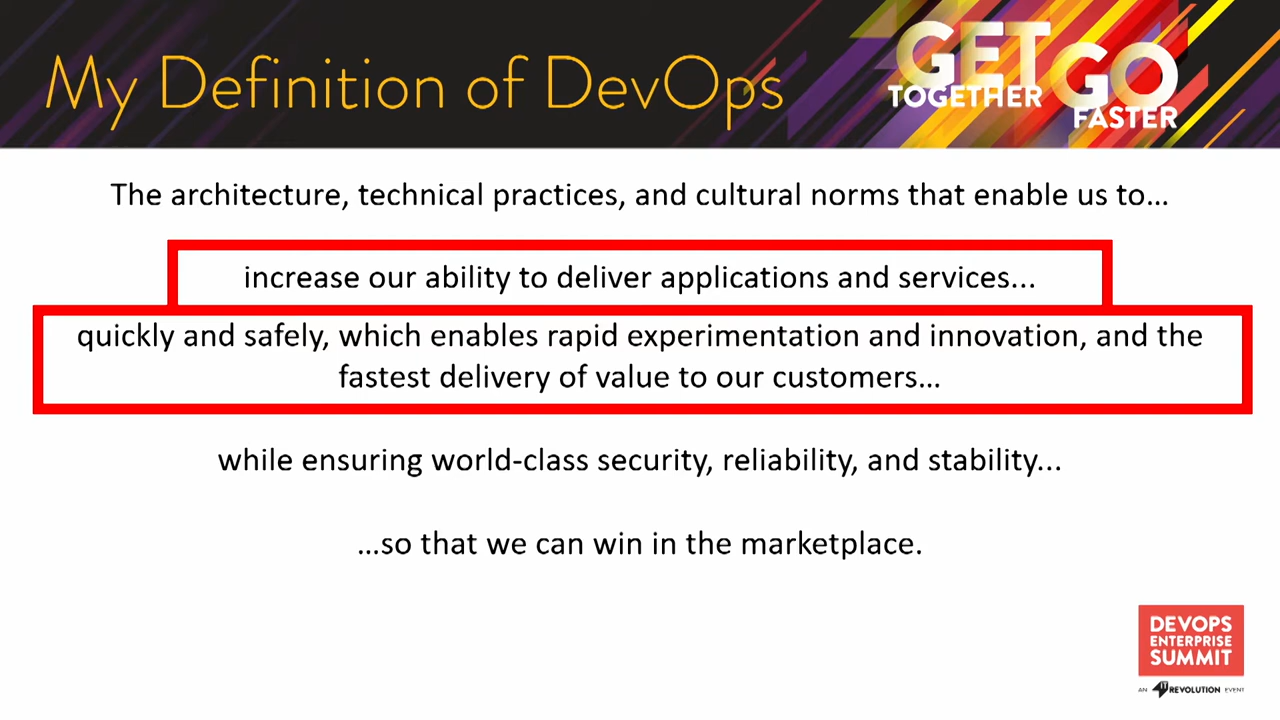 My Definition of DevOps
GET
TOGETHER
GO
FASTER
The architecture, technical practices, and cultural norms that enable us to...
increase our ability to deliver applications and services...
quickly and safely, which enables rapid experimentation and innovation, and the
fastest delivery of value to our customers...
while ensuring world-class security, reliability, and stability...
...so that we can win in the marketplace.
DEVOPS
ENTERPRISE
SUMMIT
AN IT REVOLUTION EVENT